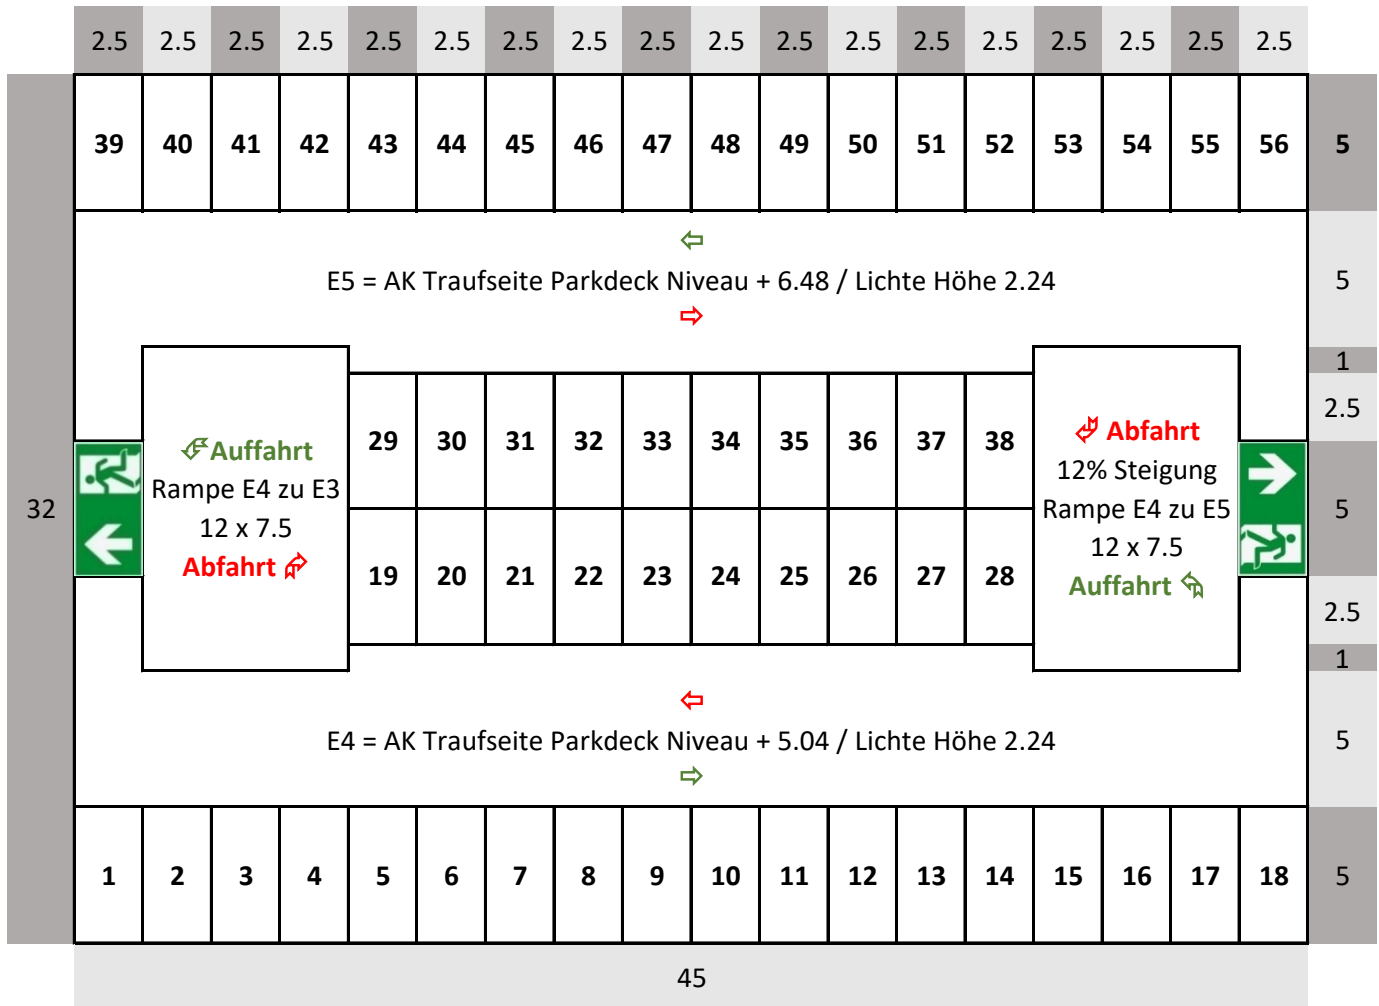 2.5 2.5 2.5 2.5 2.5 2.5 2.5 2.5 2.5 2.5 2.5 2.5 2.5 2.5 2.5 2.5 2.5 2.5
39 40 41 42 43 44 45 46 47 48 49 50 51 52 53 54 55 56 5
E5 = AK Traufseite Parkdeck Niveau + 6.48 / Lichte Höhe 2.24
5
1
2.5
29 30 31 32 33 34 35 36 37 38
Auffahrt
Rampe E4 zu E3
12 x 7.5
Abfahrt
Abfahrt
12% Steigung
Rampe E4 zu E5
12 x 7.5
Auffahrt
32
5
19 20 21 22 23 24 25 26 27 28
2.5
1
E4 = AK Traufseite Parkdeck Niveau + 5.04 / Lichte Höhe 2.24
5
1 2 3 4 5 6 7 8 9 10 11 12 13 14 15 16 17 18 5
45